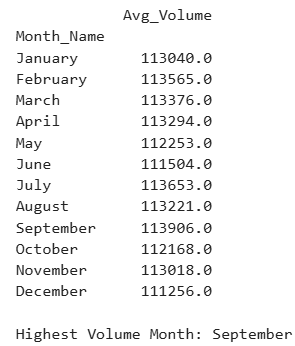 Avg_Volume
Month_Name
January 113040.0
February 113565.0
March 113376.0
April 113294.0
May 112253.0
June 111504.0
July 113653.0
August 113221.0
September 113906.0
October 112168.0
November 113018.0
December 111256.0
Highest Volume Month: September